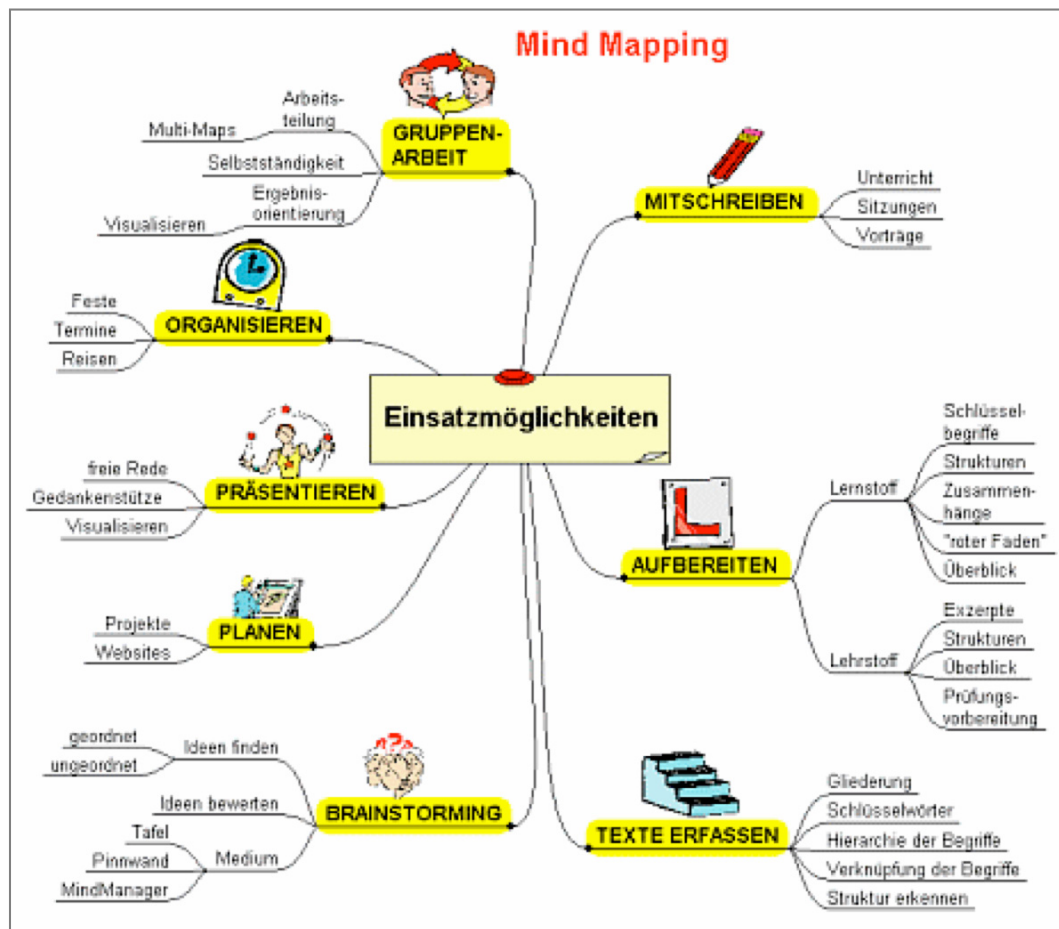 Mind Mapping
GRUPPEN-
ARBEIT
Arbeits-
teilung
Multi-Maps
Selbstständigkeit
Ergebnis-
orientierung
Visualisieren
MITSCHREIBEN
Unterricht
Sitzungen
Vorträge
ORGANISIEREN
Feste
Termine
Reisen
Einsatzmöglichkeiten
PRÄSENTIEREN
freie Rede
Gedankenstütze
Visualisieren
AUFBEREITEN
Lernstoff
Schlüssel-
begriffe
Strukturen
Zusammen-
hänge
"roter Faden"
Überblick
Lehrstoff
Exzerpte
Strukturen
Überblick
Prüfungs-
vorbereitung
PLANEN
Projekte
Websites
BRAINSTORMING
Ideen finden
geordnet
ungeordnet
Ideen bewerten
Medium
Tafel
Pinnwand
MindManager
TEXTE ERFASSEN
Gliederung
Schlüsselwörter
Hierarchie der Begriffe
Verknüpfung der Begriffe
Struktur erkennen